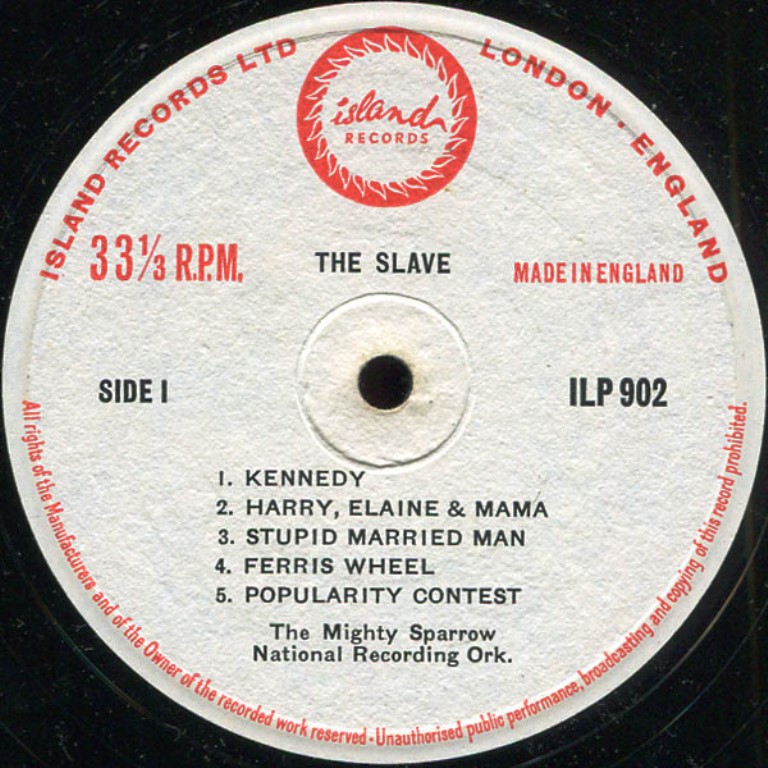 ISLAND RECORDS LTD
LONDON · ENGLAND
island
RECORDS
33⅓ R.P.M.
THE SLAVE
MADE IN ENGLAND
SIDE I
ILP 902
1. KENNEDY
2. HARRY, ELAINE & MAMA
3. STUPID MARRIED MAN
4. FERRIS WHEEL
5. POPULARITY CONTEST
The Mighty Sparrow
National Recording Ork.
All rights of the Manufacturers and of the Owner of the recorded work reserved - Unauthorised public performance, broadcasting and copying of this record prohibited.